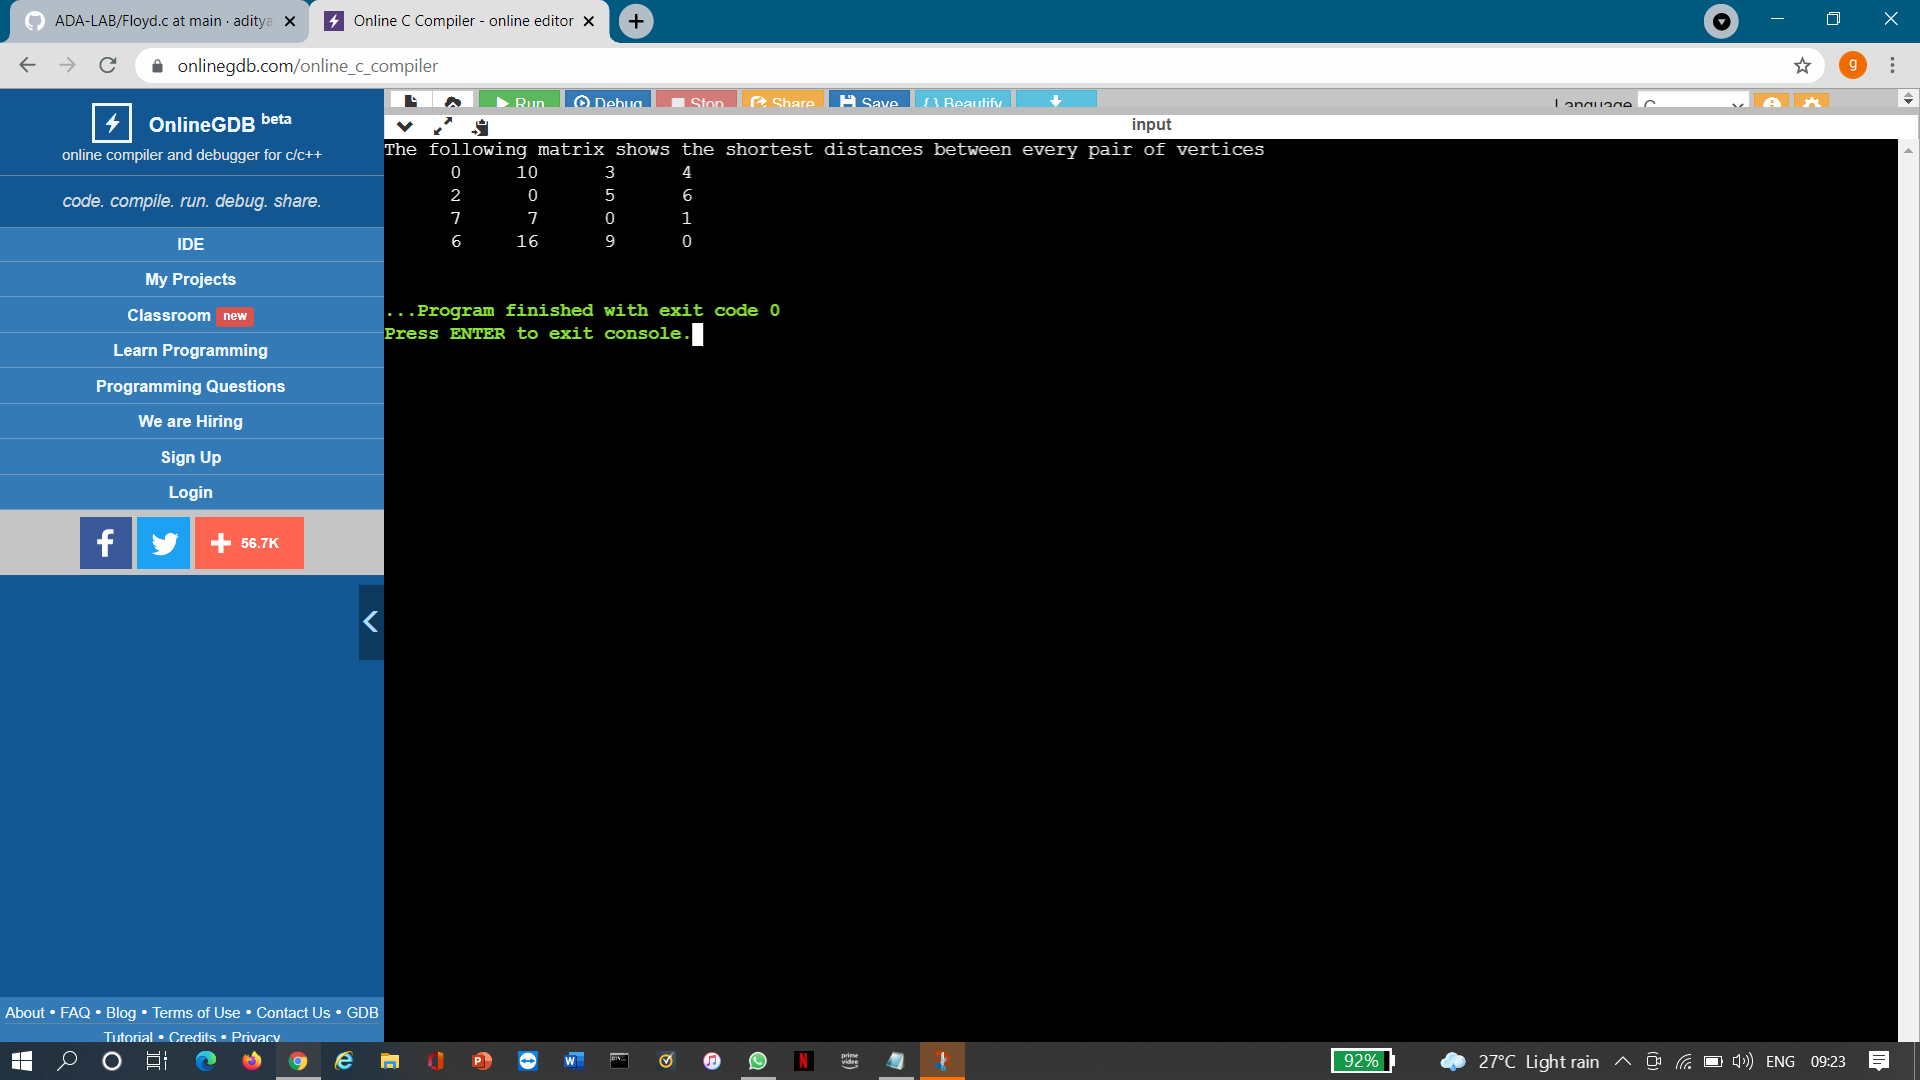 ADA-LAB/Floyd.c at main · aditya
Online C Compiler - online editor
onlinegdb.com/online_c_compiler
g
OnlineGDB beta
online compiler and debugger for c/c++
code. compile. run. debug. share.
IDE
My Projects
Classroom new
Learn Programming
Programming Questions
We are Hiring
Sign Up
Login
56.7K
About • FAQ • Blog • Terms of Use • Contact Us • GDB
Tutorial • Credits • Privacy
Run Debug Stop Share Save { } Beautify
Language C
input
The following matrix shows the shortest distances between every pair of vertices
0 10 3 4
2 0 5 6
7 7 0 1
6 16 9 0
...Program finished with exit code 0
Press ENTER to exit console.
92%
27°C Light rain
ENG
09:23